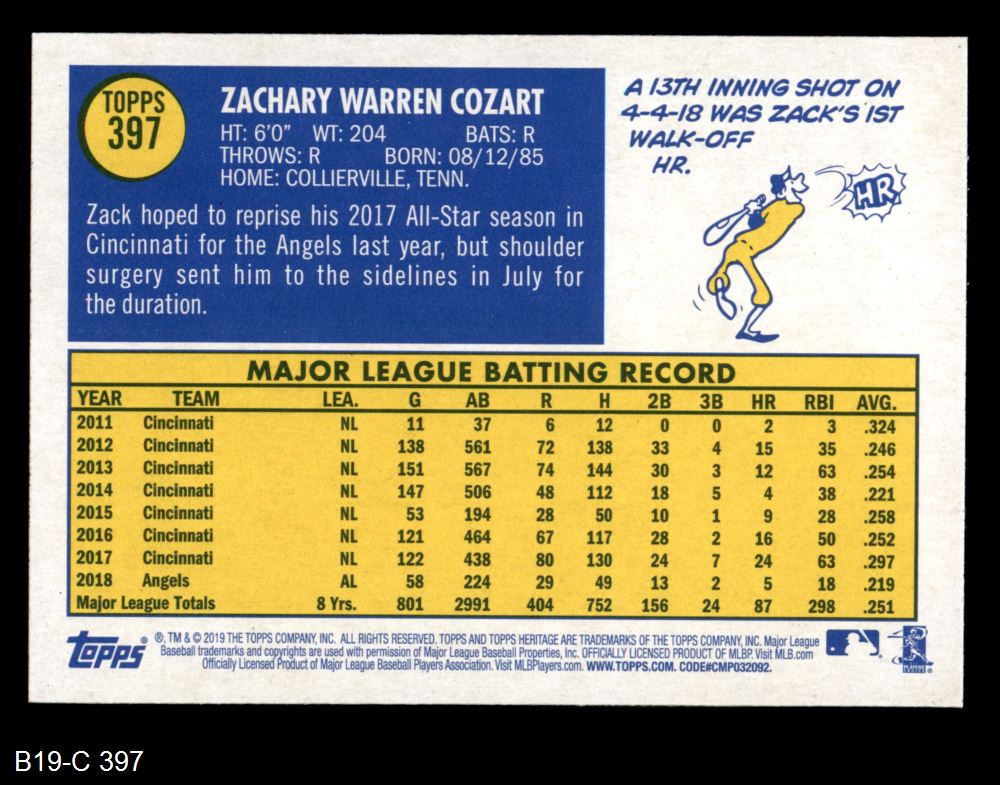 TOPPS
397
ZACHARY WARREN COZART
HT: 6'0" WT: 204 BATS: R
THROWS: R BORN: 08/12/85
HOME: COLLIERVILLE, TENN.
Zack hoped to reprise his 2017 All-Star season in
Cincinnati for the Angels last year, but shoulder
surgery sent him to the sidelines in July for
the duration.
A 13TH INNING SHOT ON
4-4-18 WAS ZACK'S 1ST
WALK-OFF
HR.
HR
MAJOR LEAGUE BATTING RECORD
YEAR TEAM LEA. G AB R H 2B 3B HR RBI AVG.
2011 Cincinnati NL 11 37 6 12 0 0 2 3 .324
2012 Cincinnati NL 138 561 72 138 33 4 15 35 .246
2013 Cincinnati NL 151 567 74 144 30 3 12 63 .254
2014 Cincinnati NL 147 506 48 112 18 5 4 38 .221
2015 Cincinnati NL 53 194 28 50 10 1 9 28 .258
2016 Cincinnati NL 121 464 67 117 28 2 16 50 .252
2017 Cincinnati NL 122 438 80 130 24 7 24 63 .297
2018 Angels AL 58 224 29 49 13 2 5 18 .219
Major League Totals 8 Yrs. 801 2991 404 752 156 24 87 298 .251
Topps ®
®, TM & © 2019 THE TOPPS COMPANY, INC. ALL RIGHTS RESERVED. TOPPS AND TOPPS HERITAGE ARE TRADEMARKS OF THE TOPPS COMPANY, INC. Major League
Baseball trademarks and copyrights are used with permission of Major League Baseball Properties, Inc. OFFICIALLY LICENSED PRODUCT OF MLBP. Visit MLB.com
Officially Licensed Product of Major League Baseball Players Association. Visit MLBPlayers.com. WWW.TOPPS.COM. CODE#CMP032092.
B19-C 397